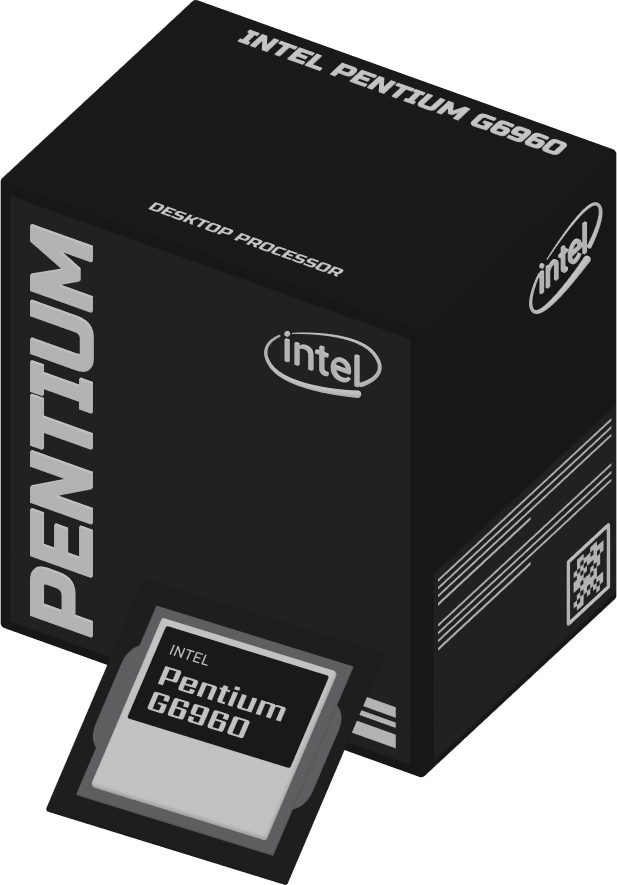 INTEL PENTIUM G6960
DESKTOP PROCESSOR
intel
PENTIUM
intel
INTEL
Pentium
G6960